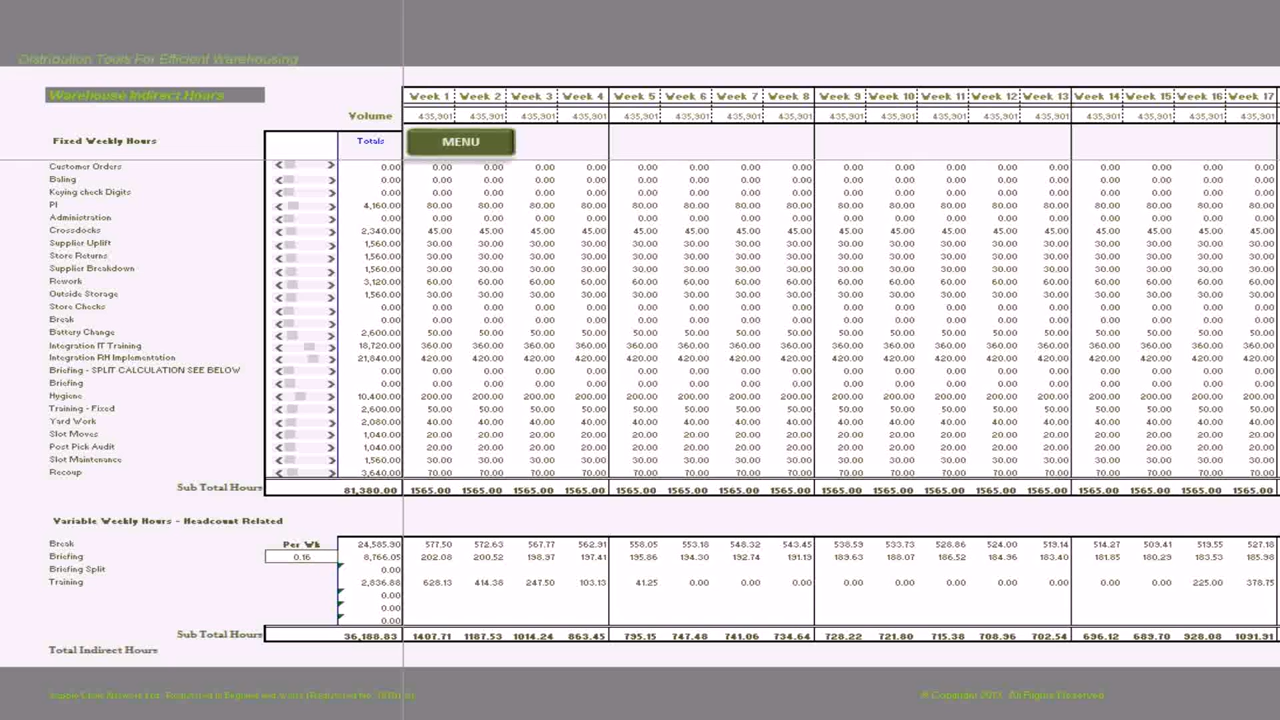 Distribution Tools For Efficient Warehousing
Warehouse Indirect Hours
Week 1 Week 2 Week 3 Week 4 Week 5 Week 6 Week 7 Week 8 Week 9 Week 10 Week 11 Week 12 Week 13 Week 14 Week 15 Week 16 Week 17
Volume 435,901 435,901 435,901 435,901 435,901 435,901 435,901 435,901 435,901 435,901 435,901 435,901 435,901 435,901 435,901 435,901 435,901
Fixed Weekly Hours Totals MENU
Customer Orders 0.00 0.00 0.00 0.00 0.00 0.00 0.00 0.00 0.00 0.00 0.00 0.00 0.00 0.00 0.00 0.00 0.00 0.00
Baling 0.00 0.00 0.00 0.00 0.00 0.00 0.00 0.00 0.00 0.00 0.00 0.00 0.00 0.00 0.00 0.00 0.00 0.00
Keying check Digits 0.00 0.00 0.00 0.00 0.00 0.00 0.00 0.00 0.00 0.00 0.00 0.00 0.00 0.00 0.00 0.00 0.00 0.00
PI 4,160.00 80.00 80.00 80.00 80.00 80.00 80.00 80.00 80.00 80.00 80.00 80.00 80.00 80.00 80.00 80.00 80.00 80.00
Administration 0.00 0.00 0.00 0.00 0.00 0.00 0.00 0.00 0.00 0.00 0.00 0.00 0.00 0.00 0.00 0.00 0.00 0.00
Crossdocks 2,340.00 45.00 45.00 45.00 45.00 45.00 45.00 45.00 45.00 45.00 45.00 45.00 45.00 45.00 45.00 45.00 45.00 45.00
Supplier Uplift 1,560.00 30.00 30.00 30.00 30.00 30.00 30.00 30.00 30.00 30.00 30.00 30.00 30.00 30.00 30.00 30.00 30.00 30.00
Store Returns 1,560.00 30.00 30.00 30.00 30.00 30.00 30.00 30.00 30.00 30.00 30.00 30.00 30.00 30.00 30.00 30.00 30.00 30.00
Supplier Breakdown 1,560.00 30.00 30.00 30.00 30.00 30.00 30.00 30.00 30.00 30.00 30.00 30.00 30.00 30.00 30.00 30.00 30.00 30.00
Rework 3,120.00 60.00 60.00 60.00 60.00 60.00 60.00 60.00 60.00 60.00 60.00 60.00 60.00 60.00 60.00 60.00 60.00 60.00
Outside Storage 1,560.00 30.00 30.00 30.00 30.00 30.00 30.00 30.00 30.00 30.00 30.00 30.00 30.00 30.00 30.00 30.00 30.00 30.00
Store Checks 0.00 0.00 0.00 0.00 0.00 0.00 0.00 0.00 0.00 0.00 0.00 0.00 0.00 0.00 0.00 0.00 0.00 0.00
Break 0.00 0.00 0.00 0.00 0.00 0.00 0.00 0.00 0.00 0.00 0.00 0.00 0.00 0.00 0.00 0.00 0.00 0.00
Battery Change 2,600.00 50.00 50.00 50.00 50.00 50.00 50.00 50.00 50.00 50.00 50.00 50.00 50.00 50.00 50.00 50.00 50.00 50.00
Integration IT Training 18,720.00 360.00 360.00 360.00 360.00 360.00 360.00 360.00 360.00 360.00 360.00 360.00 360.00 360.00 360.00 360.00 360.00 360.00
Integration RH Implementation 21,840.00 420.00 420.00 420.00 420.00 420.00 420.00 420.00 420.00 420.00 420.00 420.00 420.00 420.00 420.00 420.00 420.00 420.00
Briefing - SPLIT CALCULATION SEE BELOW 0.00 0.00 0.00 0.00 0.00 0.00 0.00 0.00 0.00 0.00 0.00 0.00 0.00 0.00 0.00 0.00 0.00 0.00
Briefing 0.00 0.00 0.00 0.00 0.00 0.00 0.00 0.00 0.00 0.00 0.00 0.00 0.00 0.00 0.00 0.00 0.00 0.00
Hygiene 10,400.00 200.00 200.00 200.00 200.00 200.00 200.00 200.00 200.00 200.00 200.00 200.00 200.00 200.00 200.00 200.00 200.00 200.00
Training - Fixed 2,600.00 50.00 50.00 50.00 50.00 50.00 50.00 50.00 50.00 50.00 50.00 50.00 50.00 50.00 50.00 50.00 50.00 50.00
Yard Work 2,080.00 40.00 40.00 40.00 40.00 40.00 40.00 40.00 40.00 40.00 40.00 40.00 40.00 40.00 40.00 40.00 40.00 40.00
Slot Moves 1,040.00 20.00 20.00 20.00 20.00 20.00 20.00 20.00 20.00 20.00 20.00 20.00 20.00 20.00 20.00 20.00 20.00 20.00
Post Pick Audit 1,040.00 20.00 20.00 20.00 20.00 20.00 20.00 20.00 20.00 20.00 20.00 20.00 20.00 20.00 20.00 20.00 20.00 20.00
Slot Maintenance 1,560.00 30.00 30.00 30.00 30.00 30.00 30.00 30.00 30.00 30.00 30.00 30.00 30.00 30.00 30.00 30.00 30.00 30.00
Recoup 3,640.00 70.00 70.00 70.00 70.00 70.00 70.00 70.00 70.00 70.00 70.00 70.00 70.00 70.00 70.00 70.00 70.00 70.00
Sub Total Hours 81,380.00 1565.00 1565.00 1565.00 1565.00 1565.00 1565.00 1565.00 1565.00 1565.00 1565.00 1565.00 1565.00 1565.00 1565.00 1565.00 1565.00 1565.00
Variable Weekly Hours - Headcount Related
Break Per Wk 24,585.90 577.50 572.63 567.77 562.91 558.05 553.18 548.32 543.45 538.59 533.73 528.86 524.00 519.14 514.27 509.41 519.55 527.18
Briefing 0.16 8,766.05 202.08 200.52 198.97 197.41 195.86 194.30 192.74 191.19 189.63 188.07 186.52 184.96 183.40 181.85 180.29 183.53 185.98
Briefing Split 0.00
Training 2,836.88 628.13 414.38 247.50 103.13 41.25 0.00 0.00 0.00 0.00 0.00 0.00 0.00 0.00 0.00 0.00 225.00 378.75
0.00
0.00
0.00
Sub Total Hours 36,188.83 1407.71 1187.53 1014.24 863.45 795.15 747.48 741.06 734.64 728.22 721.80 715.38 708.96 702.54 696.12 689.70 928.08 1091.91
Total Indirect Hours
2013 All Rights Reserved